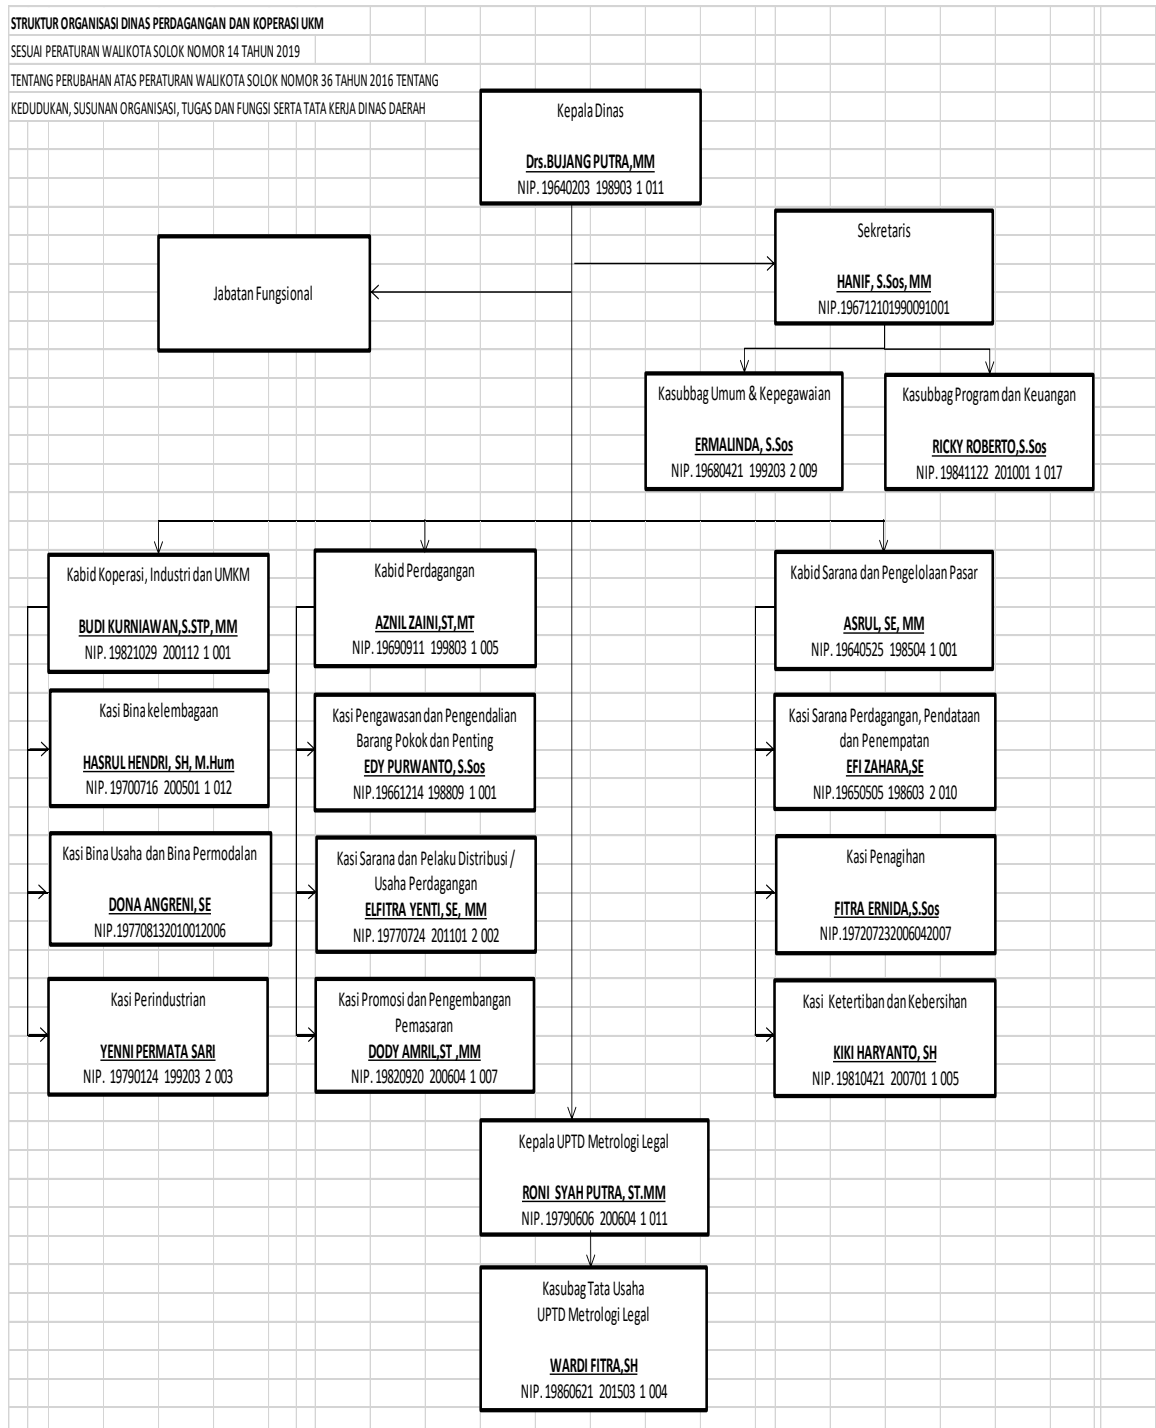 STRUKTUR ORGANISASI DINAS PERDAGANGAN DAN KOPERASI UKM
SESUAI PERATURAN WALIKOTA SOLOK NOMOR 14 TAHUN 2019
TENTANG PERUBAHAN ATAS PERATURAN WALIKOTA SOLOK NOMOR 36 TAHUN 2016 TENTANG
KEDUDUKAN, SUSUNAN ORGANISASI, TUGAS DAN FUNGSI SERTA TATA KERJA DINAS DAERAH
Kepala Dinas
Drs.BUJANG PUTRA,MM
NIP. 19640203 198903 1 011
Sekretaris
HANIF, S.Sos, MM
NIP.196712101990091001
Jabatan Fungsional
Kasubbag Umum & Kepegawaian
ERMALINDA, S.Sos
NIP. 19680421 199203 2 009
Kasubbag Program dan Keuangan
RICKY ROBERTO,S.Sos
NIP. 19841122 201001 1 017
Kabid Koperasi, Industri dan UMKM
BUDI KURNIAWAN,S.STP, MM
NIP. 19821029 200112 1 001
Kasi Bina kelembagaan
HASRUL HENDRI, SH, M.Hum
NIP. 19700716 200501 1 012
Kasi Bina Usaha dan Bina Permodalan
DONA ANGRENI, SE
NIP.197708132010012006
Kasi Perindustrian
YENNI PERMATA SARI
NIP. 19790124 199203 2 003
Kabid Perdagangan
AZNIL ZAINI,ST,MT
NIP. 19690911 199803 1 005
Kasi Pengawasan dan Pengendalian
Barang Pokok dan Penting
EDY PURWANTO, S.Sos
NIP. 19661214 198809 1 001
Kasi Sarana dan Pelaku Distribusi /
Usaha Perdagangan
ELFITRA YENTI, SE, MM
NIP. 19770724 201101 2 002
Kasi Promosi dan Pengembangan
Pemasaran
DODY AMRIL,ST ,MM
NIP. 19820920 200604 1 007
Kabid Sarana dan Pengelolaan Pasar
ASRUL, SE, MM
NIP. 19640525 198504 1 001
Kasi Sarana Perdagangan, Pendataan
dan Penempatan
EFI ZAHARA,SE
NIP.19650505 198603 2 010
Kasi Penagihan
FITRA ERNIDA,S.Sos
NIP.197207232006042007
Kasi Ketertiban dan Kebersihan
KIKI HARYANTO, SH
NIP. 19810421 200701 1 005
Kepala UPTD Metrologi Legal
RONI SYAH PUTRA, ST.MM
NIP. 19790606 200604 1 011
Kasubag Tata Usaha
UPTD Metrologi Legal
WARDI FITRA,SH
NIP. 19860621 201503 1 004